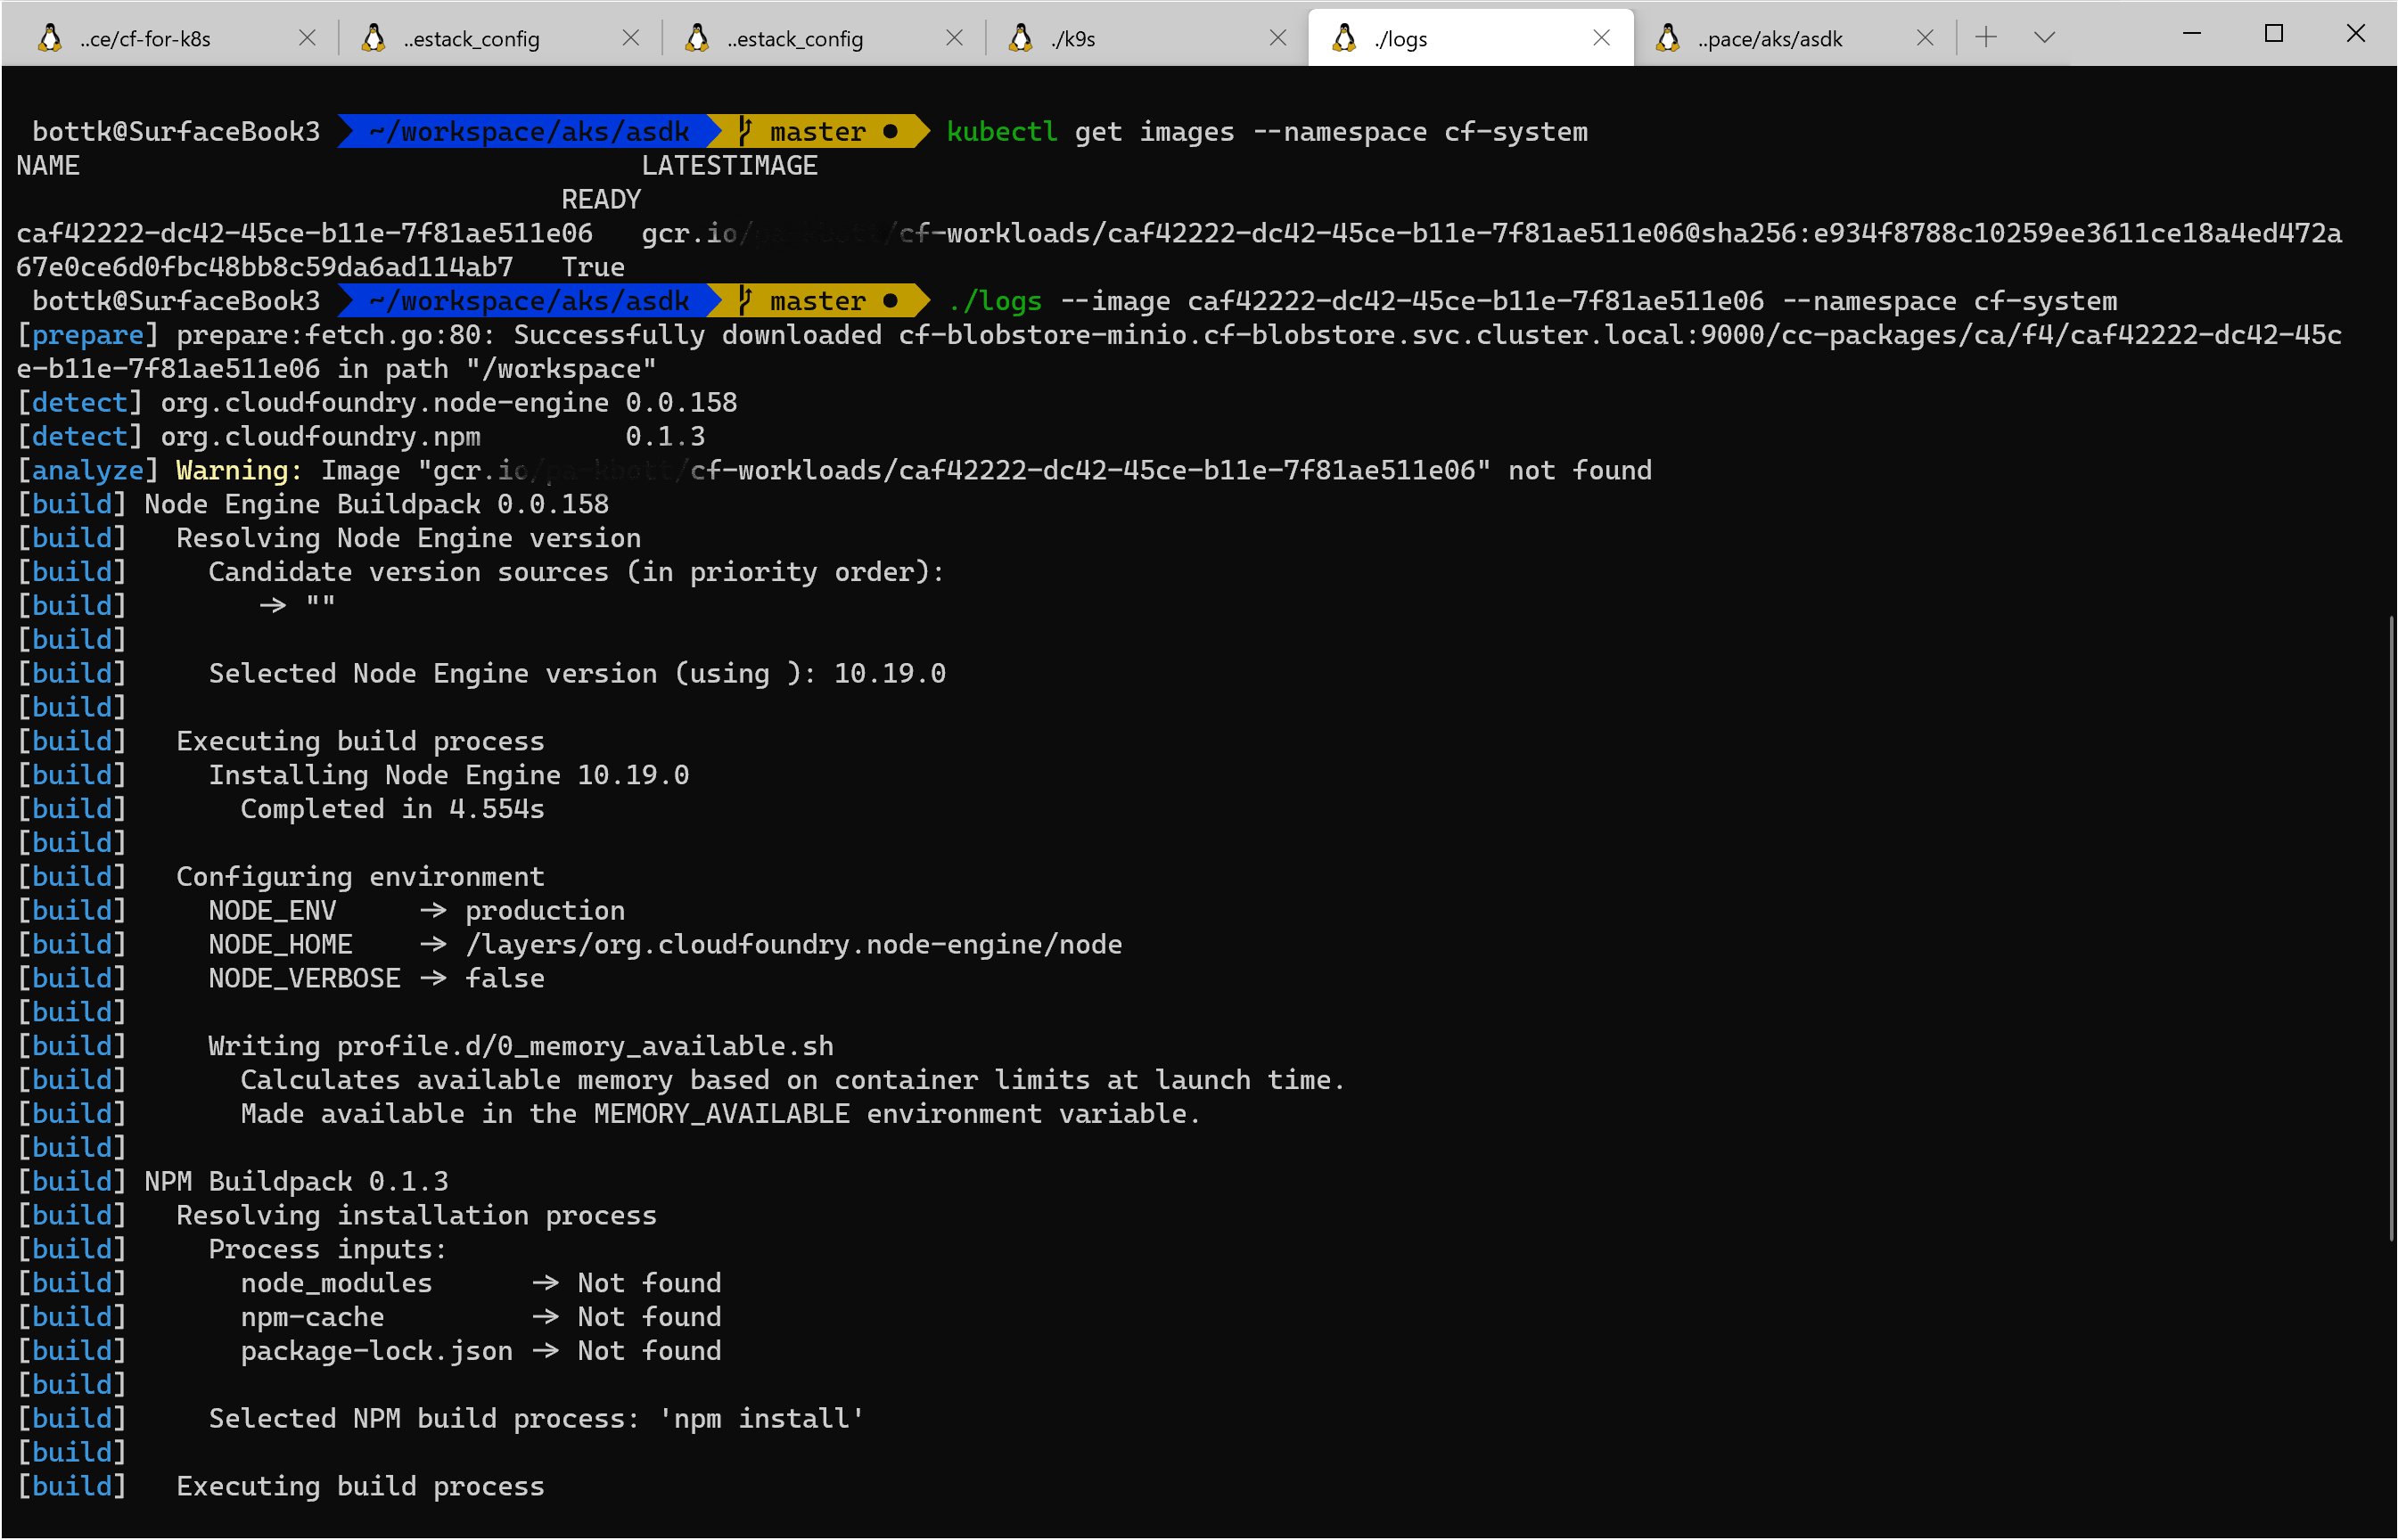 ..ce/cf-for-k8s ..estack_config ..estack_config ./k9s ./logs ..pace/aks/asdk
bottk@SurfaceBook3 ~/workspace/aks/asdk master ● kubectl get images --namespace cf-system
NAME LATESTIMAGE
READY
caf42222-dc42-45ce-b11e-7f81ae511e06 gcr.io/ /cf-workloads/caf42222-dc42-45ce-b11e-7f81ae511e06@sha256:e934f8788c10259ee3611ce18a4ed472a
67e0ce6d0fbc48bb8c59da6ad114ab7 True
bottk@SurfaceBook3 ~/workspace/aks/asdk master ● ./logs --image caf42222-dc42-45ce-b11e-7f81ae511e06 --namespace cf-system
[prepare] prepare:fetch.go:80: Successfully downloaded cf-blobstore-minio.cf-blobstore.svc.cluster.local:9000/cc-packages/ca/f4/caf42222-dc42-45c
e-b11e-7f81ae511e06 in path "/workspace"
[detect] org.cloudfoundry.node-engine 0.0.158
[detect] org.cloudfoundry.npm 0.1.3
[analyze] Warning: Image "gcr.io/ /cf-workloads/caf42222-dc42-45ce-b11e-7f81ae511e06" not found
[build] Node Engine Buildpack 0.0.158
[build] Resolving Node Engine version
[build] Candidate version sources (in priority order):
[build] -> ""
[build]
[build] Selected Node Engine version (using ): 10.19.0
[build]
[build] Executing build process
[build] Installing Node Engine 10.19.0
[build] Completed in 4.554s
[build]
[build] Configuring environment
[build] NODE_ENV -> production
[build] NODE_HOME -> /layers/org.cloudfoundry.node-engine/node
[build] NODE_VERBOSE -> false
[build]
[build] Writing profile.d/0_memory_available.sh
[build] Calculates available memory based on container limits at launch time.
[build] Made available in the MEMORY_AVAILABLE environment variable.
[build]
[build] NPM Buildpack 0.1.3
[build] Resolving installation process
[build] Process inputs:
[build] node_modules -> Not found
[build] npm-cache -> Not found
[build] package-lock.json -> Not found
[build]
[build] Selected NPM build process: 'npm install'
[build]
[build] Executing build process